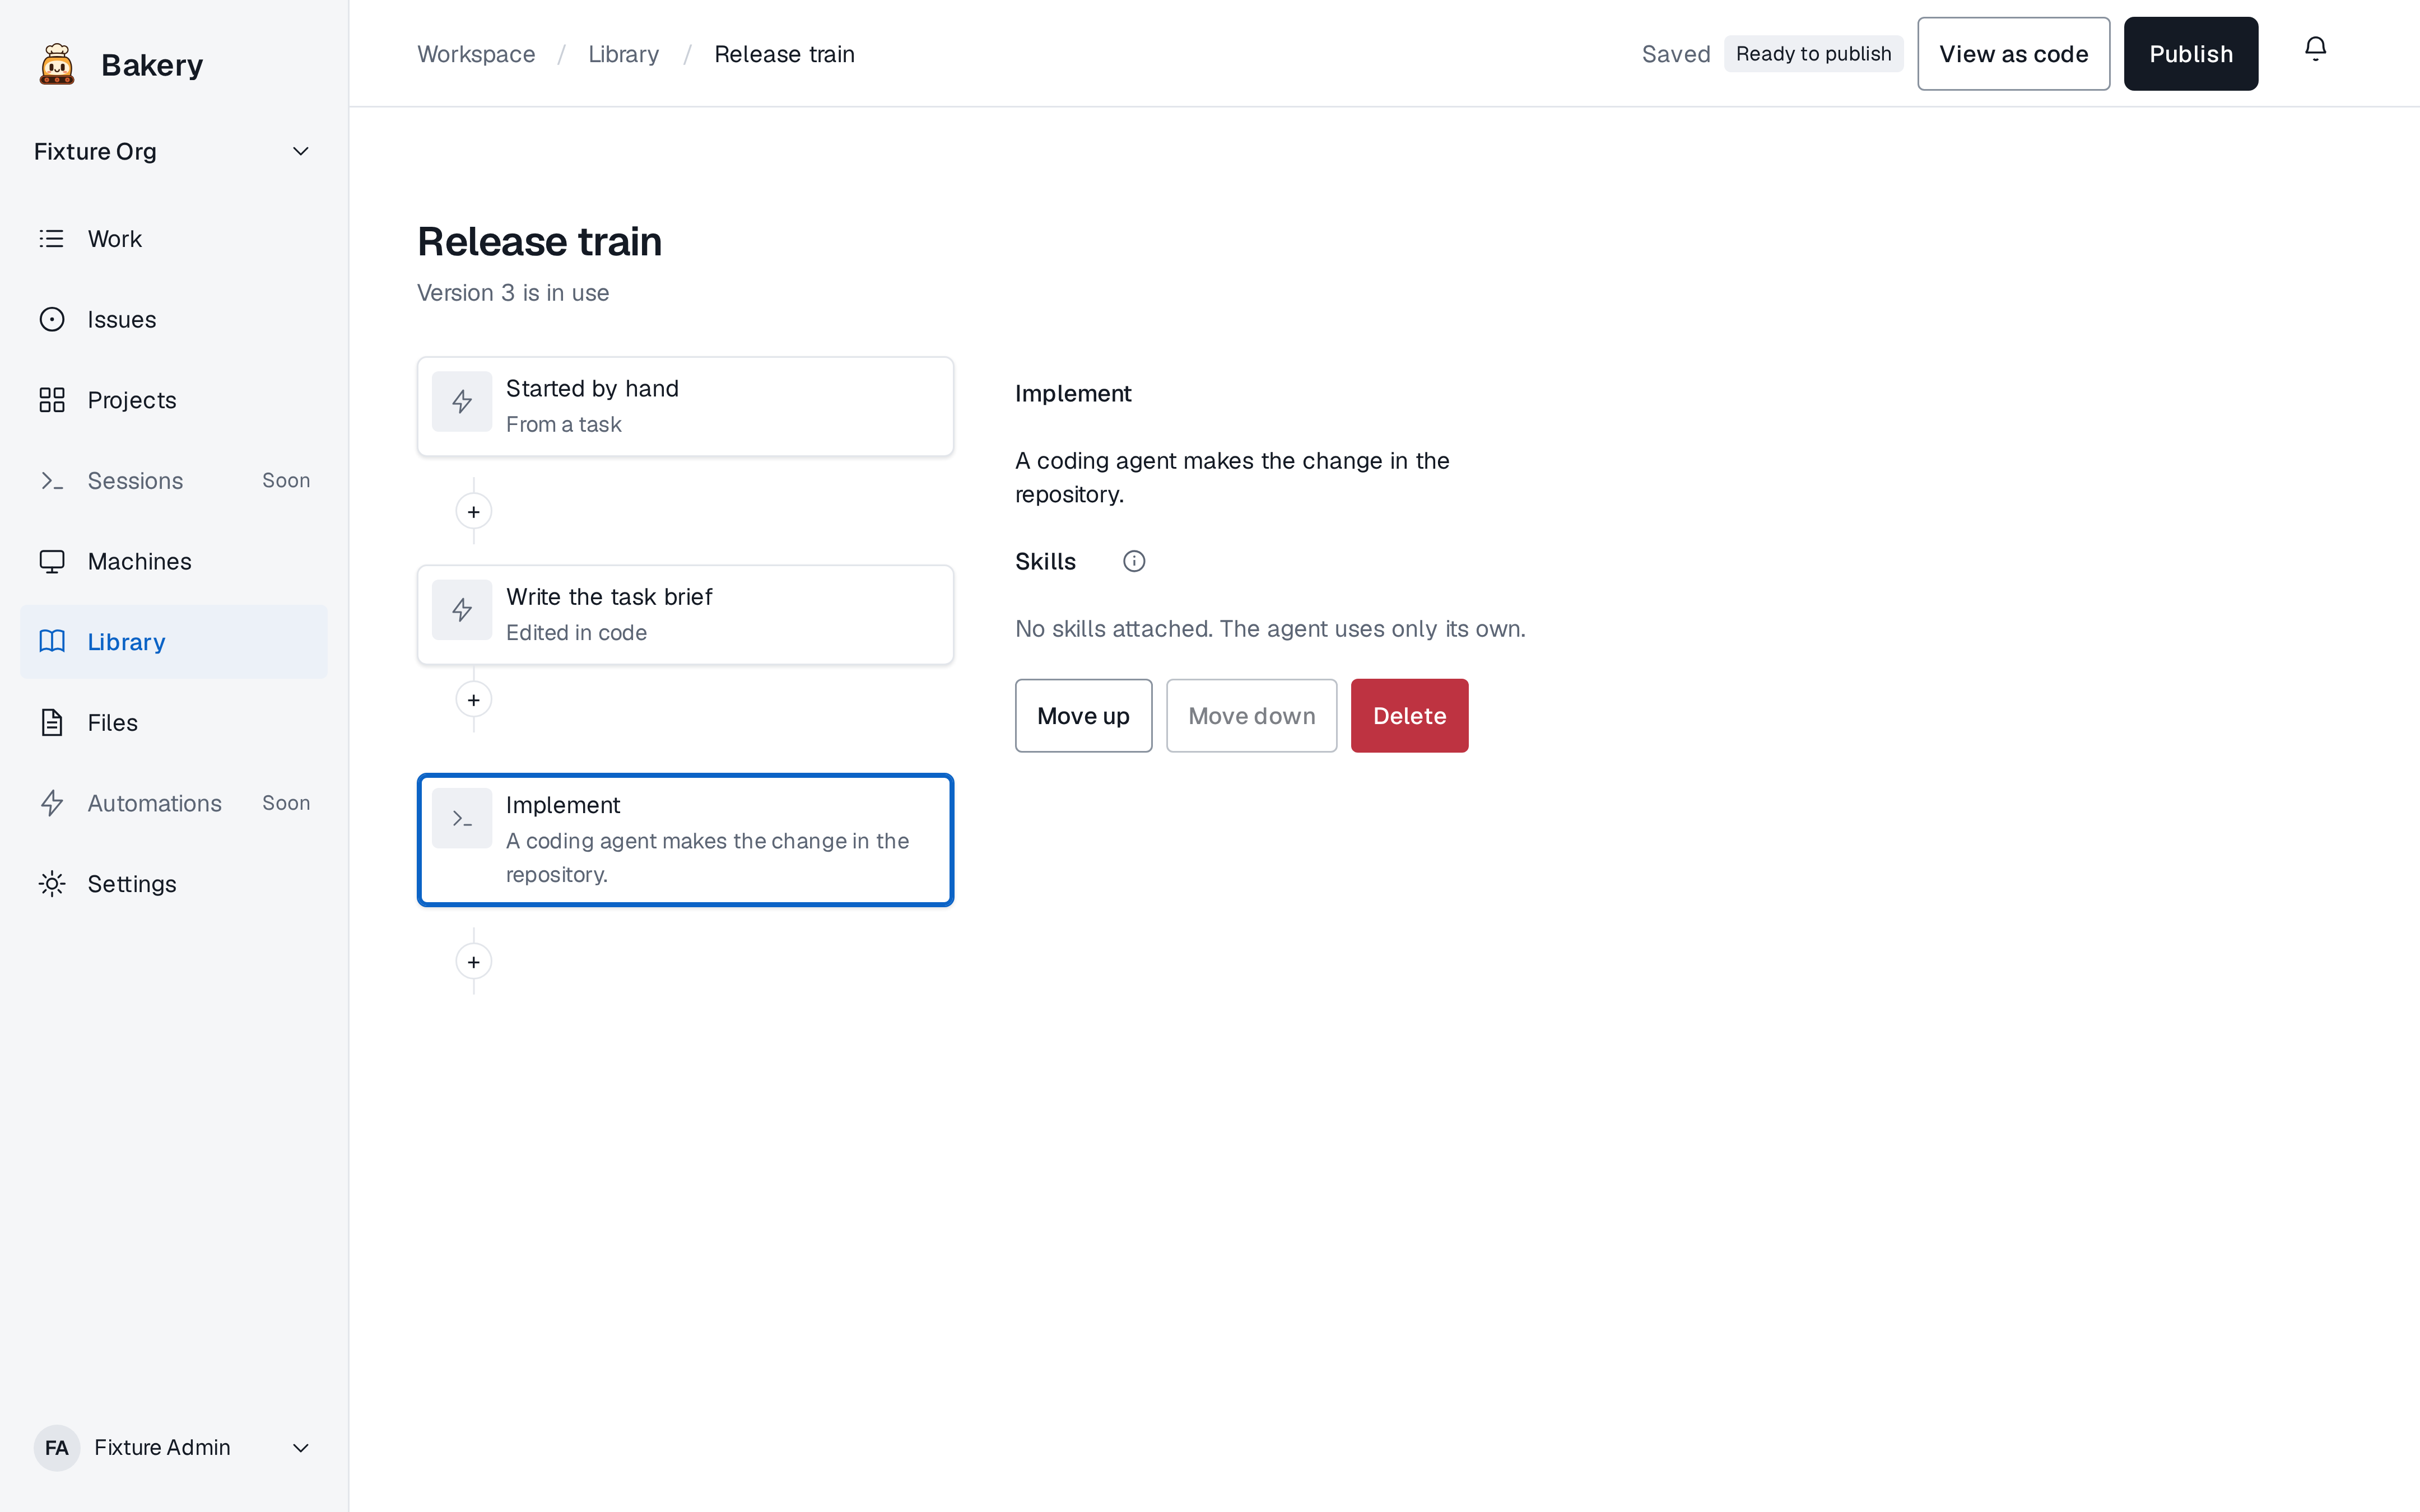 Bakery
Fixture Org
Work
Issues
Projects
Sessions Soon
Machines
Library
Files
Automations Soon
Settings
FA Fixture Admin
Workspace / Library / Release train
Saved Ready to publish View as code Publish
Release train
Version 3 is in use
Started by hand
From a task
+
Write the task brief
Edited in code
+
Implement
A coding agent makes the change in the
repository.
+
Implement
A coding agent makes the change in the
repository.
Skills
No skills attached. The agent uses only its own.
Move up Move down Delete